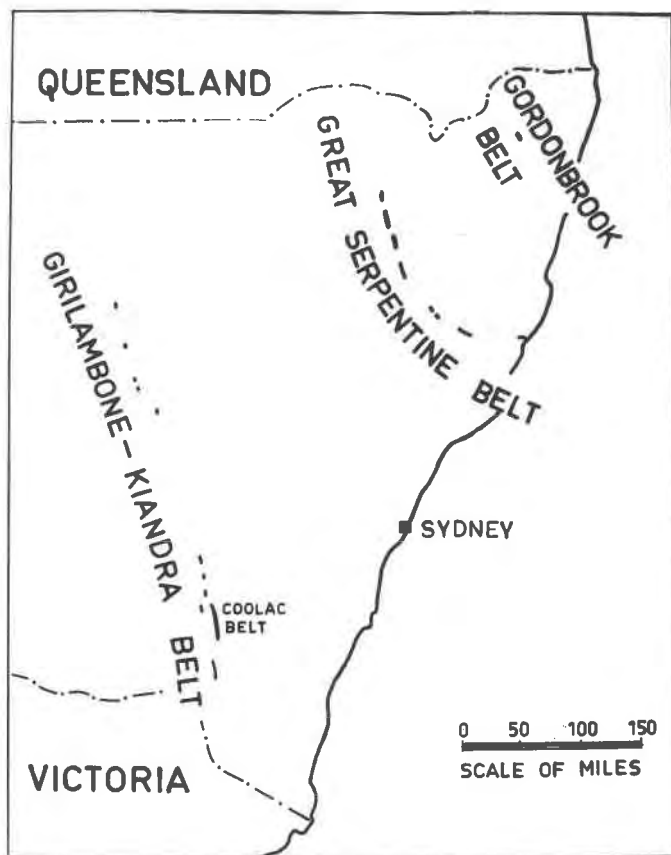 QUEENSLAND
GORDONBROOK
BELT
GREAT SERPENTINE BELT
GIRILAMBONE – KIANDRA BELT
SYDNEY
COOLAC
BELT
0 50 100 150
SCALE OF MILES
VICTORIA